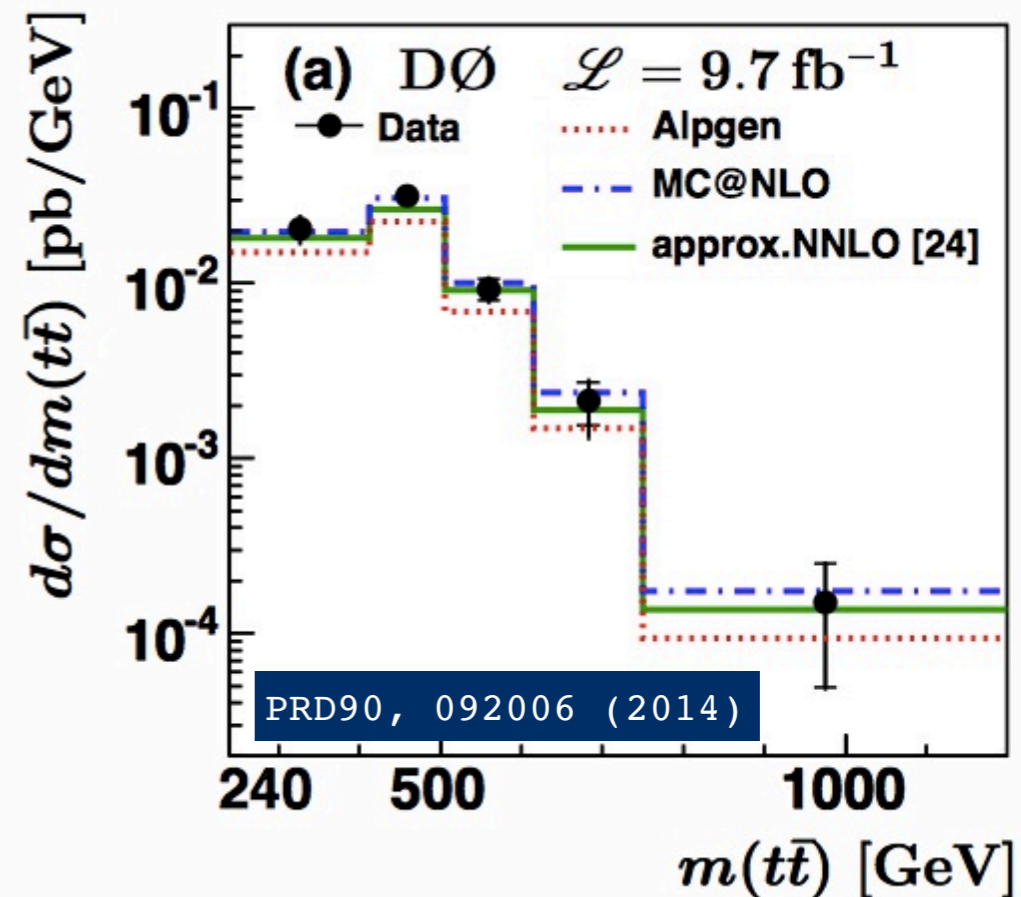 (a) DØ ℒ = 9.7 fb⁻¹
Data
Alpgen
MC@NLO
approx.NNLO [24]
dσ/dm(tt̄) [pb/GeV]
10⁻¹
10⁻²
10⁻³
10⁻⁴
PRD90, 092006 (2014)
240 500 1000
m(tt̄) [GeV]